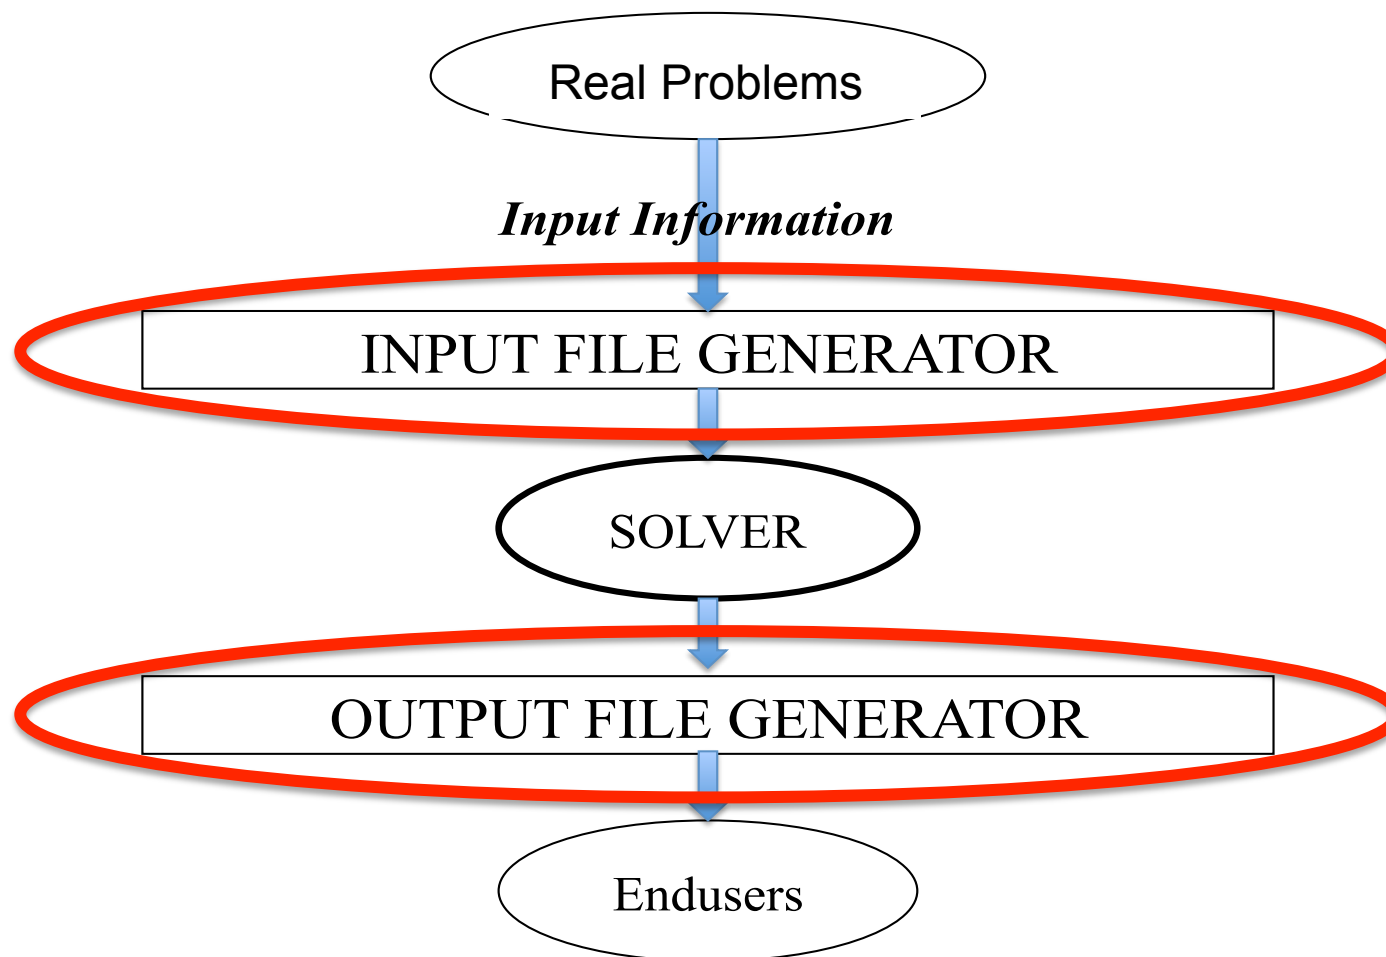 Real Problems
Input Information
INPUT FILE GENERATOR
SOLVER
OUTPUT FILE GENERATOR
Endusers